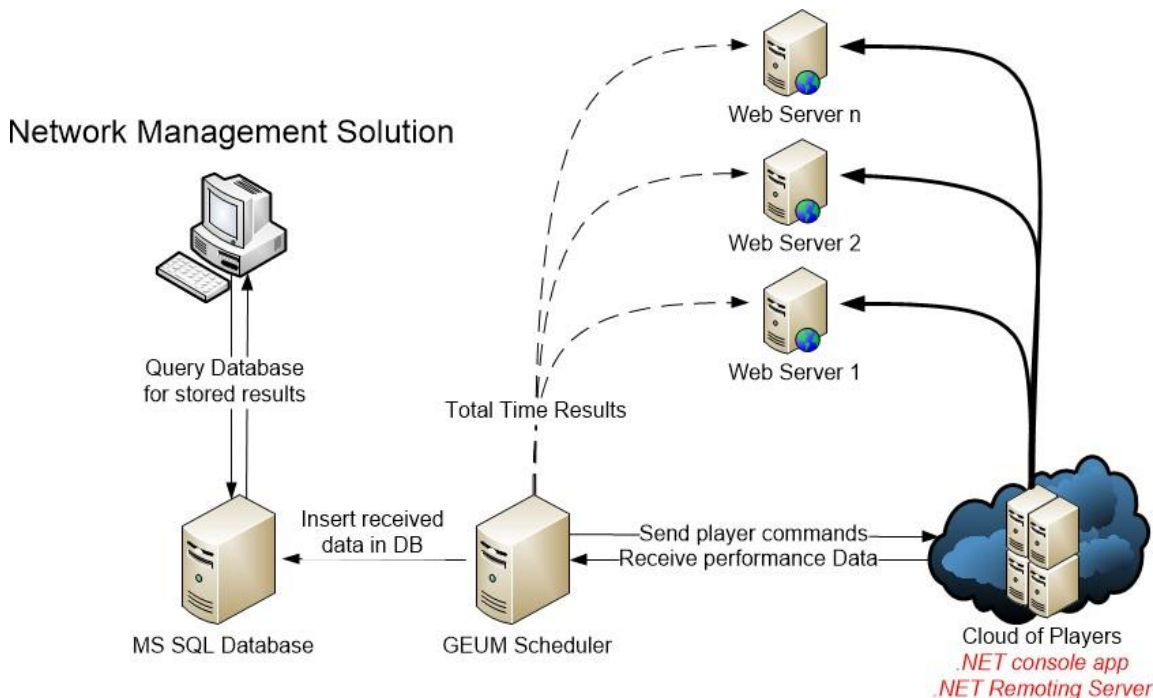 Web Server n
Network Management Solution
Web Server 2
Web Server 1
Query Database
for stored results
Total Time Results
Insert received
data in DB
Send player commands
Receive performance Data
MS SQL Database
GEUM Scheduler
Cloud of Players
.NET console app
.NET Remoting Server